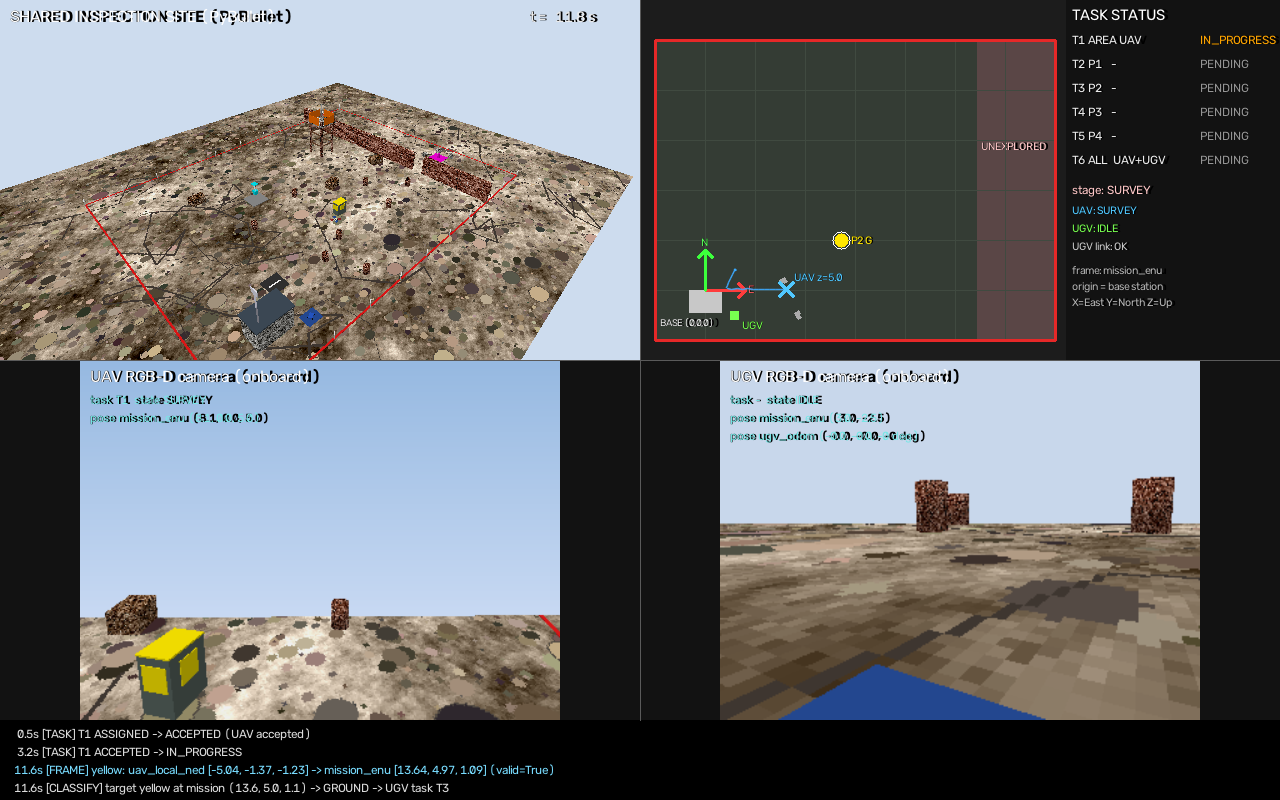 SHARED INSPECTION SITE (PyBullet)
t= 11.8 s
UNEXPLORED
P2 G
N
E
UAV z=5.0
BASE (0,0,0)
UGV
TASK STATUS
T1 AREA UAV IN_PROGRESS
T2 P1 - PENDING
T3 P2 - PENDING
T4 P3 - PENDING
T5 P4 - PENDING
T6 ALL UAV+UGV PENDING
stage: SURVEY
UAV: SURVEY
UGV: IDLE
UGV link: OK
frame: mission_enu
origin = base station
X=East Y=North Z=Up
UAV RGB-D camera (onboard)
task T1 state SURVEY
pose mission_enu (8.1, 0.0, 5.0)
UGV RGB-D camera (onboard)
task - state IDLE
pose mission_enu (3.0, -2.5)
pose ugv_odom (-0.0, -0.0, -0 deg)
0.5s [TASK] T1 ASSIGNED -> ACCEPTED (UAV accepted)
3.2s [TASK] T1 ACCEPTED -> IN_PROGRESS
11.6s [FRAME] yellow: uav_local_ned [-5.04, -1.37, -1.23] -> mission_enu [13.64, 4.97, 1.09] (valid=True)
11.6s [CLASSIFY] target yellow at mission (13.6, 5.0, 1.1) -> GROUND -> UGV task T3